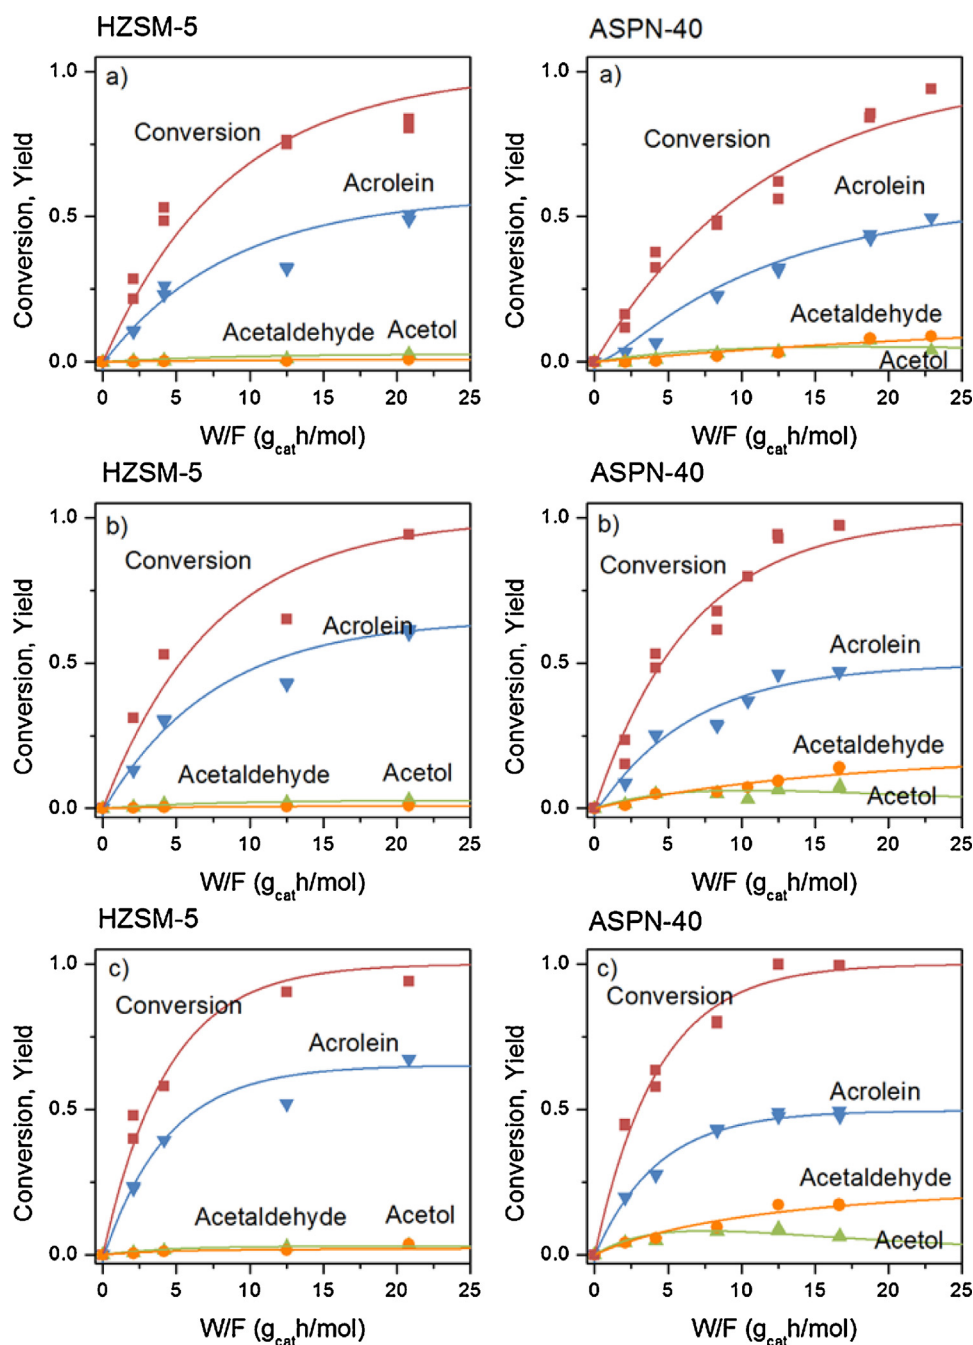 HZSM-5
a)
Conversion
Acrolein
Acetaldehyde Acetol
1.0
0.5
0.0
Conversion, Yield
0 5 10 15 20 25
W/F (g_cat h/mol)
ASPN-40
a)
Conversion
Acrolein
Acetaldehyde
Acetol
1.0
0.5
0.0
Conversion, Yield
0 5 10 15 20 25
W/F (g_cat h/mol)
HZSM-5
b)
Conversion
Acrolein
Acetaldehyde Acetol
1.0
0.5
0.0
Conversion, Yield
0 5 10 15 20 25
W/F (g_cat h/mol)
ASPN-40
b)
Conversion
Acrolein
Acetaldehyde
Acetol
1.0
0.5
0.0
Conversion, Yield
0 5 10 15 20 25
W/F (g_cat h/mol)
HZSM-5
c)
Conversion
Acrolein
Acetaldehyde Acetol
1.0
0.5
0.0
Conversion, Yield
0 5 10 15 20 25
W/F (g_cat h/mol)
ASPN-40
c)
Conversion
Acrolein
Acetaldehyde
Acetol
1.0
0.5
0.0
Conversion, Yield
0 5 10 15 20 25
W/F (g_cat h/mol)